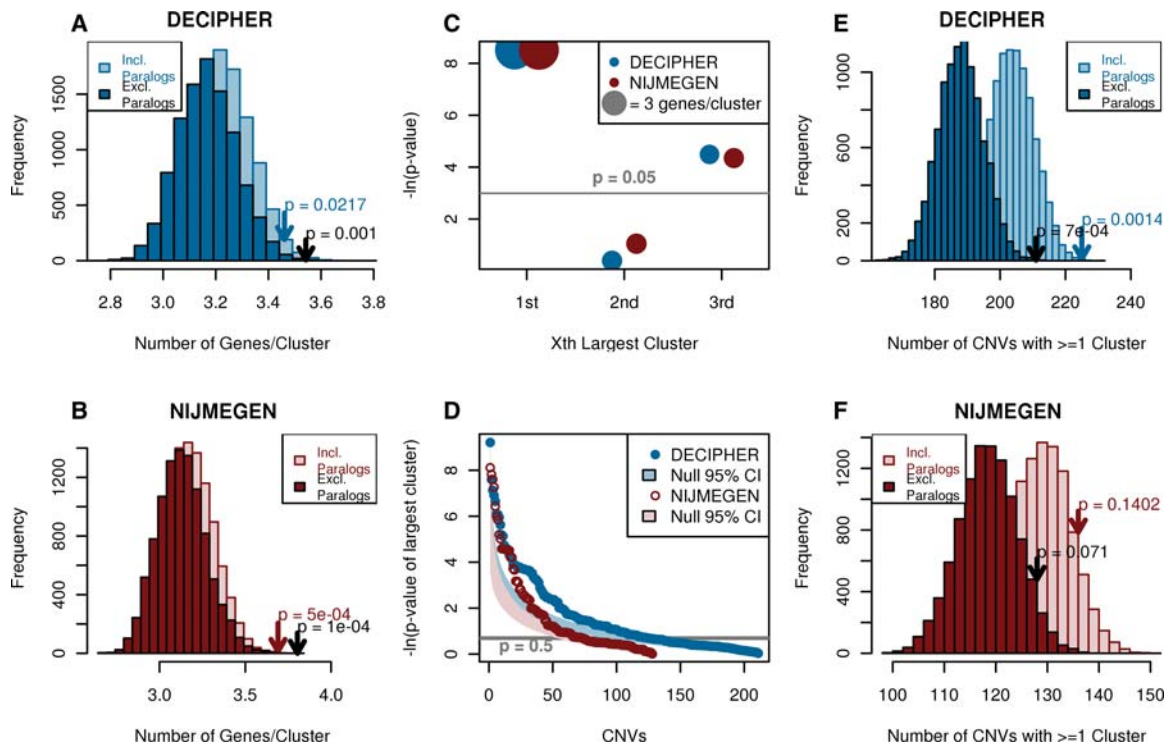 A
DECIPHER
Incl.
Paralogs
Excl.
Paralogs
Frequency
0
500
1000
1500
p = 0.0217
p = 0.001
2.8
3.0
3.2
3.4
3.6
3.8
Number of Genes/Cluster
C
DECIPHER
NIJMEGEN
= 3 genes/cluster
-ln(p-value)
8
6
4
2
p = 0.05
1st
2nd
3rd
Xth Largest Cluster
E
DECIPHER
Incl.
Paralogs
Excl.
Paralogs
Frequency
0
200
600
1000
p = 7e-04
p = 0.0014
180
200
220
240
Number of CNVs with >=1 Cluster
B
NIJMEGEN
Incl.
Paralogs
Excl.
Paralogs
Frequency
0
400
800
1400
p = 5e-04
p = 1e-04
3.0
3.5
4.0
Number of Genes/Cluster
D
DECIPHER
Null 95% CI
NIJMEGEN
Null 95% CI
-ln(p-value of largest cluster)
8
6
4
2
0
p = 0.5
0
50
100
150
200
CNVs
F
NIJMEGEN
Incl.
Paralogs
Excl.
Paralogs
Frequency
0
400
800
1200
p = 0.1402
p = 0.071
100
110
120
130
140
150
Number of CNVs with >=1 Cluster